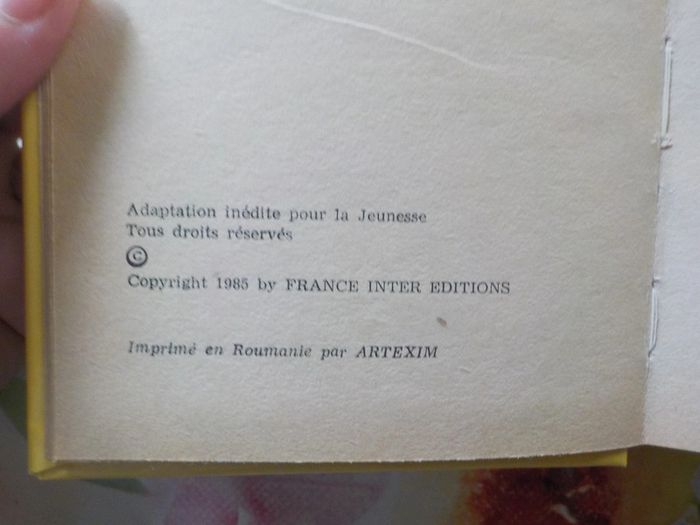 Adaptation inédite pour la Jeunesse
Tous droits réservés
©
Copyright 1985 by FRANCE INTER EDITIONS
Imprimé en Roumanie par ARTEXIM